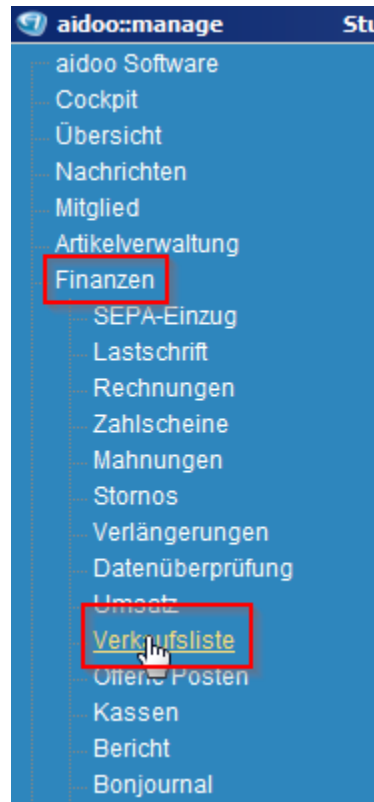 aidoo::manage Stu
aidoo Software
Cockpit
Übersicht
Nachrichten
Mitglied
Artikelverwaltung
Finanzen
SEPA-Einzug
Lastschrift
Rechnungen
Zahlscheine
Mahnungen
Stornos
Verlängerungen
Datenüberprüfung
Umsatz
Verkaufsliste
Offene Posten
Kassen
Bericht
Bonjournal